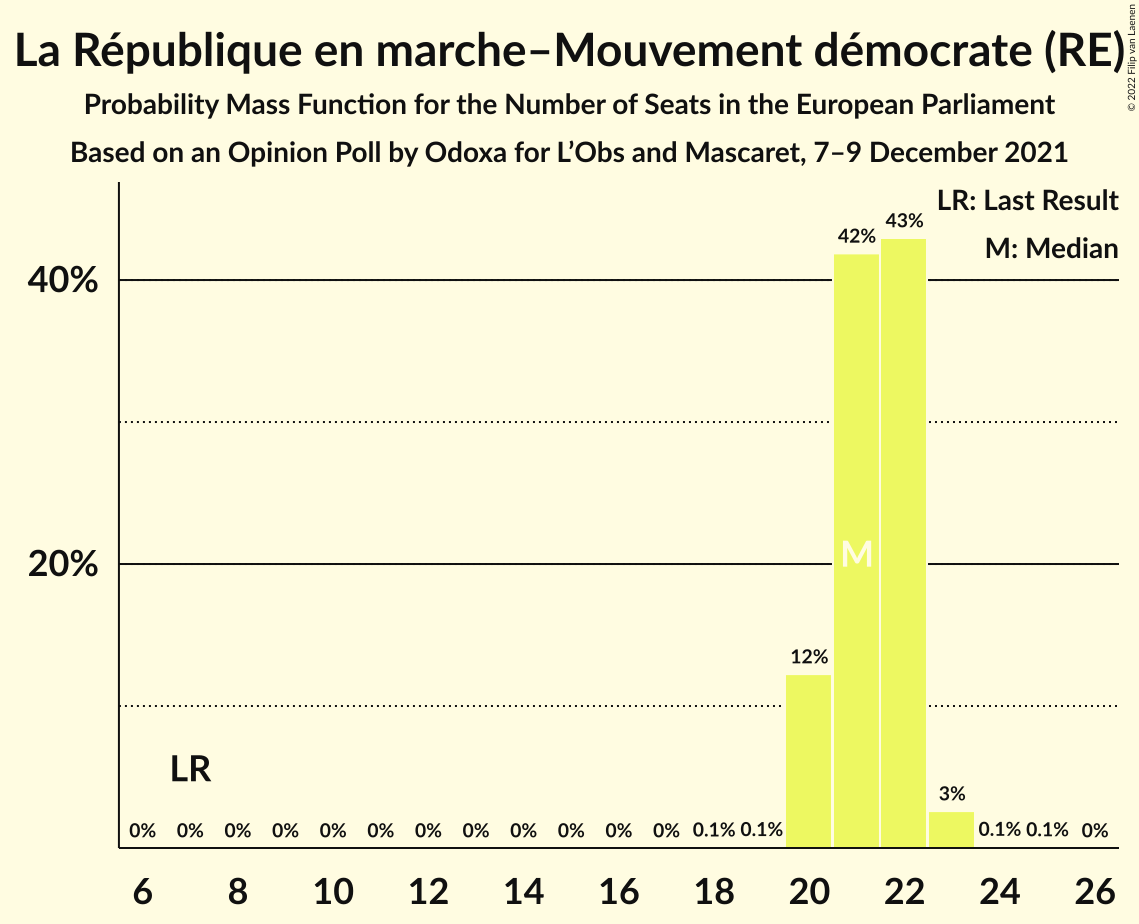 La République en marche–Mouvement démocrate (RE)
© 2022 Filip van Laenen
Probability Mass Function for the Number of Seats in the European Parliament
Based on an Opinion Poll by Odoxa for L’Obs and Mascaret, 7–9 December 2021
LR: Last Result
M: Median
43%
42%
40%
M
20%
12%
LR
3%
0% 0% 0% 0% 0% 0% 0% 0% 0% 0% 0% 0% 0.1% 0.1% 0.1% 0.1% 0%
6 8 10 12 14 16 18 20 22 24 26